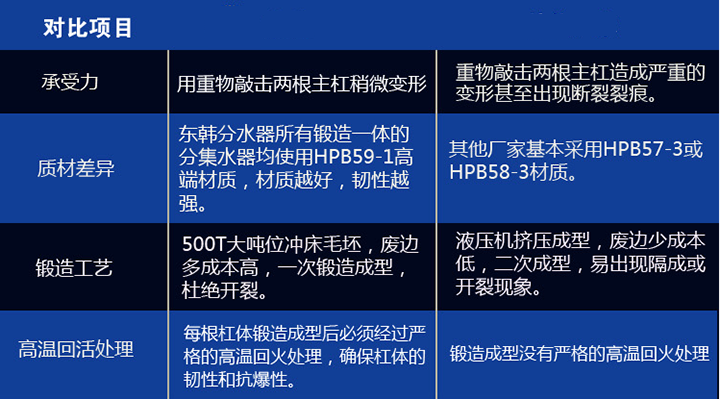 对比项目
承受力
用重物敲击两根主杠稍微变形
重物敲击两根主杠造成严重的
变形甚至出现断裂裂痕。
质材差异
东韩分水器所有锻造一体的
分集水器均使用HPB59-1高
端材质，材质越好，韧性越
强。
其他厂家基本采用HPB57-3或
HPB58-3材质。
锻造工艺
500T大吨位冲床毛坯，废边
多成本高，一次锻造成型，
杜绝开裂。
液压机挤压成型，废边少成本
低，二次成型，易出现隔成或
开裂现象。
高温回活处理
每根杠体锻造成型后必须经过严
格的高温回火处理，确保杠体的
韧性和抗爆性。
锻造成型没有严格的高温回火处理